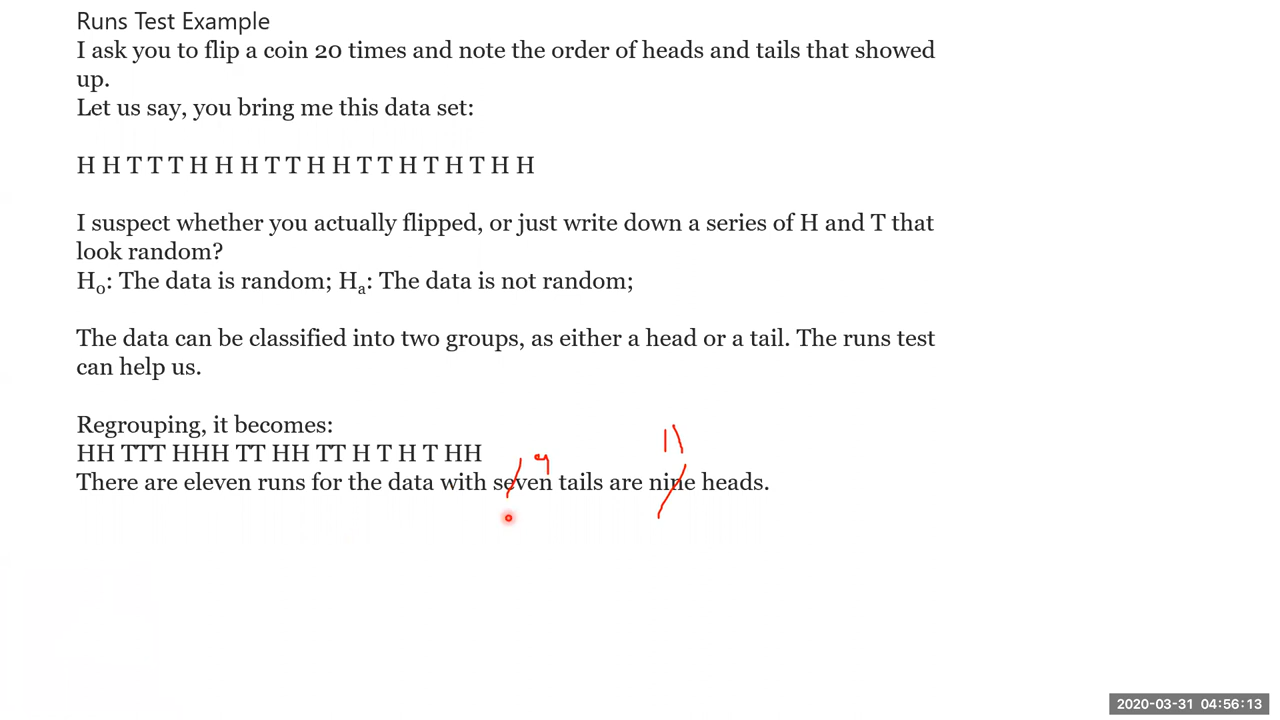 Runs Test Example
I ask you to flip a coin 20 times and note the order of heads and tails that showed
up.
Let us say, you bring me this data set:
H H T T T H H H T T H H T T H T H T H H
I suspect whether you actually flipped, or just write down a series of H and T that
look random?
H₀: The data is random; Hₐ: The data is not random;
The data can be classified into two groups, as either a head or a tail. The runs test
can help us.
Regrouping, it becomes:
11
HH TTT HHH TT HH TT H T H T HH
9
There are eleven runs for the data with seven tails are nine heads.
2020-03-31 04:56:13